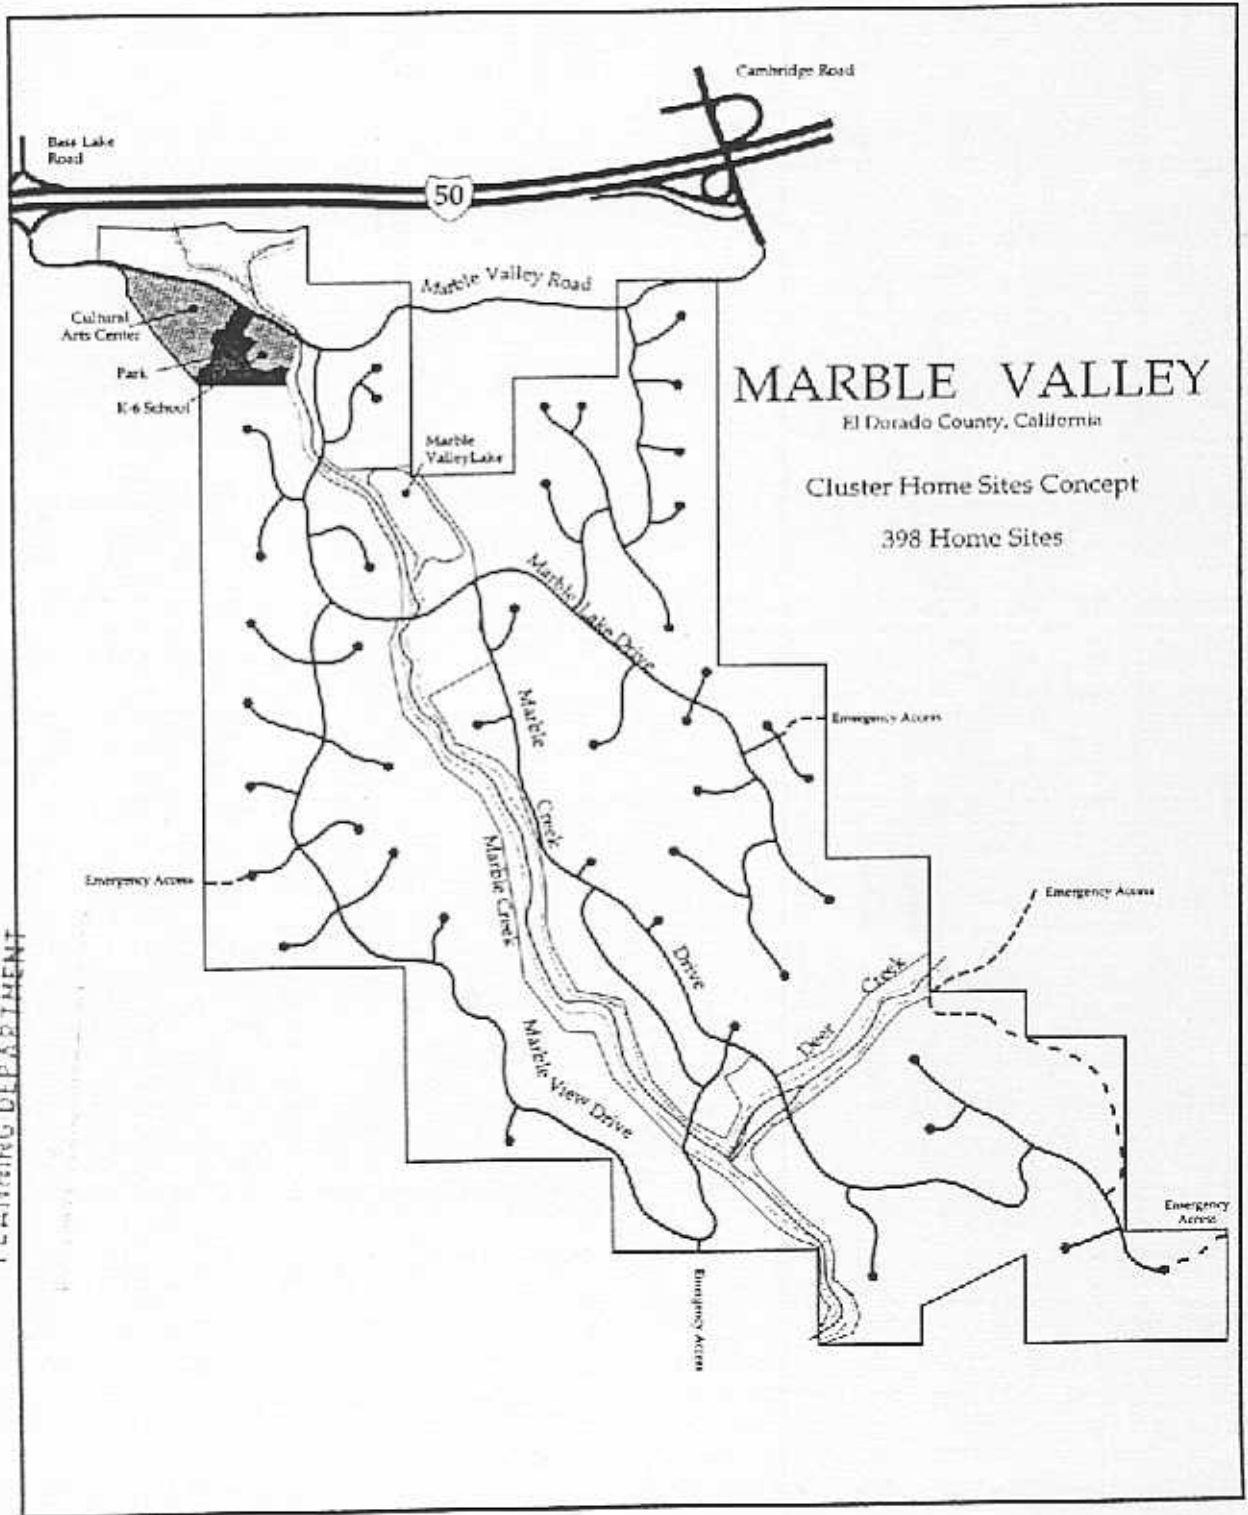 Cambridge Road
Bass Lake
Road
50
Marble Valley Road
Cultural
Arts Center
Park
K-6 School
MARBLE VALLEY
El Dorado County, California
Cluster Home Sites Concept
398 Home Sites
Marble
Valley Lake
Marble Lake Drive
Marble
Creek
Drive
Emergency Access
Marble Creek
Emergency Access
Emergency Access
Deer
Creek
Marble View Drive
Emergency
Access
Emergency Access
PLANNING DEPARTMENT